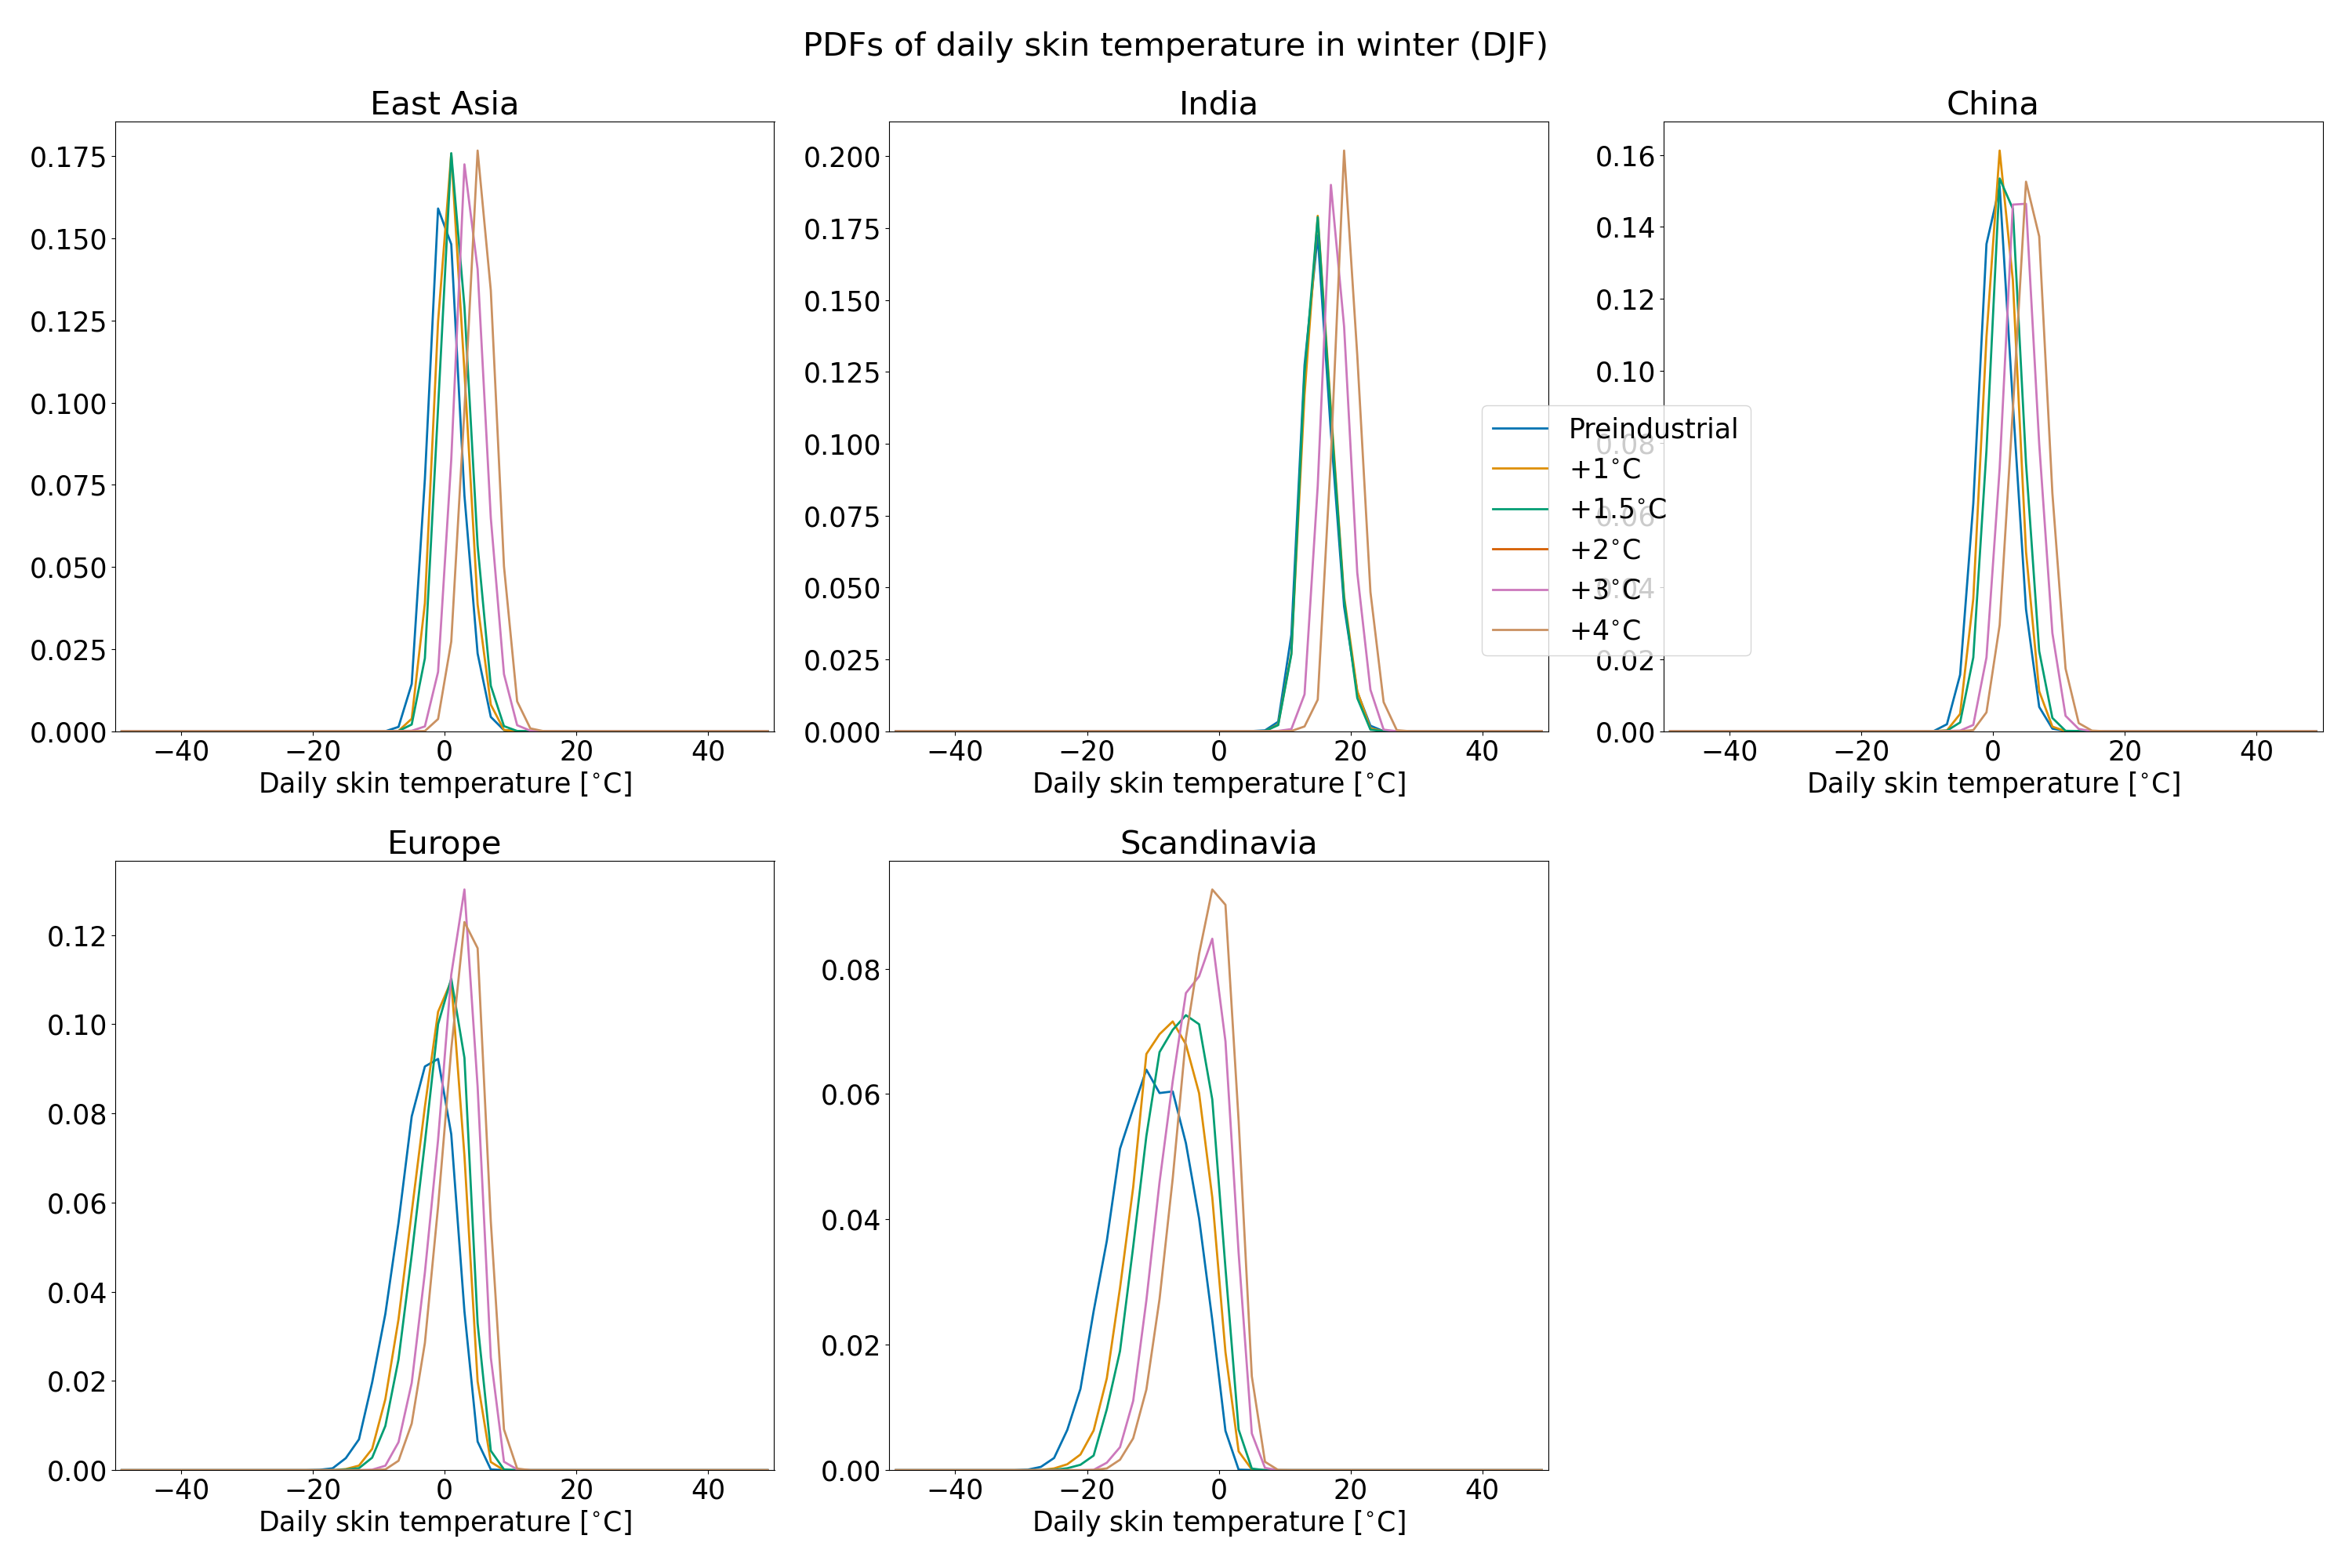 PDFs of daily skin temperature in winter (DJF)
East Asia
0.175
0.150
0.125
0.100
0.075
0.050
0.025
0.000
−40 −20 0 20 40
Daily skin temperature [°C]
India
0.200
0.175
0.150
0.125
0.100
0.075
0.050
0.025
0.000
−40 −20 0 20 40
Daily skin temperature [°C]
China
0.16
0.14
0.12
0.10
0.08
0.06
0.04
0.02
0.00
−40 −20 0 20 40
Daily skin temperature [°C]
Preindustrial
+1°C
+1.5°C
+2°C
+3°C
+4°C
Europe
0.12
0.10
0.08
0.06
0.04
0.02
0.00
−40 −20 0 20 40
Daily skin temperature [°C]
Scandinavia
0.08
0.06
0.04
0.02
0.00
−40 −20 0 20 40
Daily skin temperature [°C]